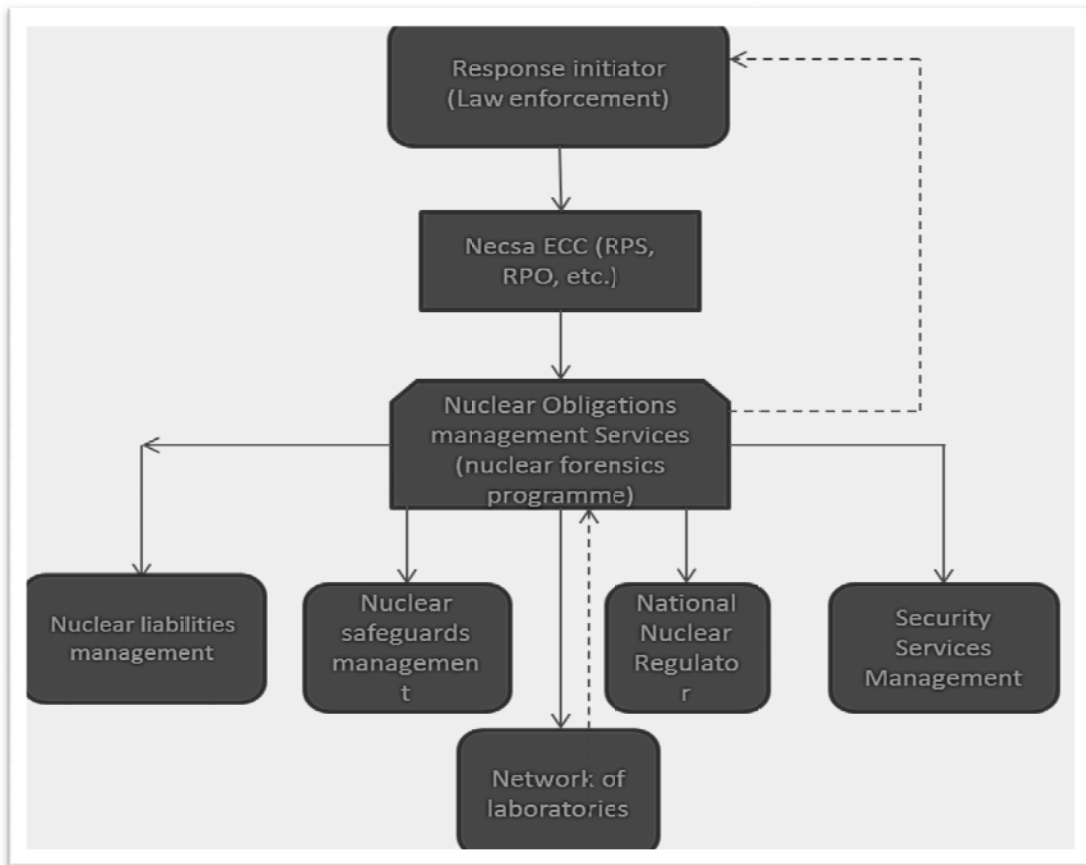 Response initiator
(Law enforcement)
Necsa ECC (RPS,
RPO, etc.)
Nuclear Obligations
management Services
(nuclear forensics
programme)
Nuclear liabilities
management
Nuclear
safeguards
managemen
t
National
Nuclear
Regulato
r
Security
Services
Management
Network of
laboratories